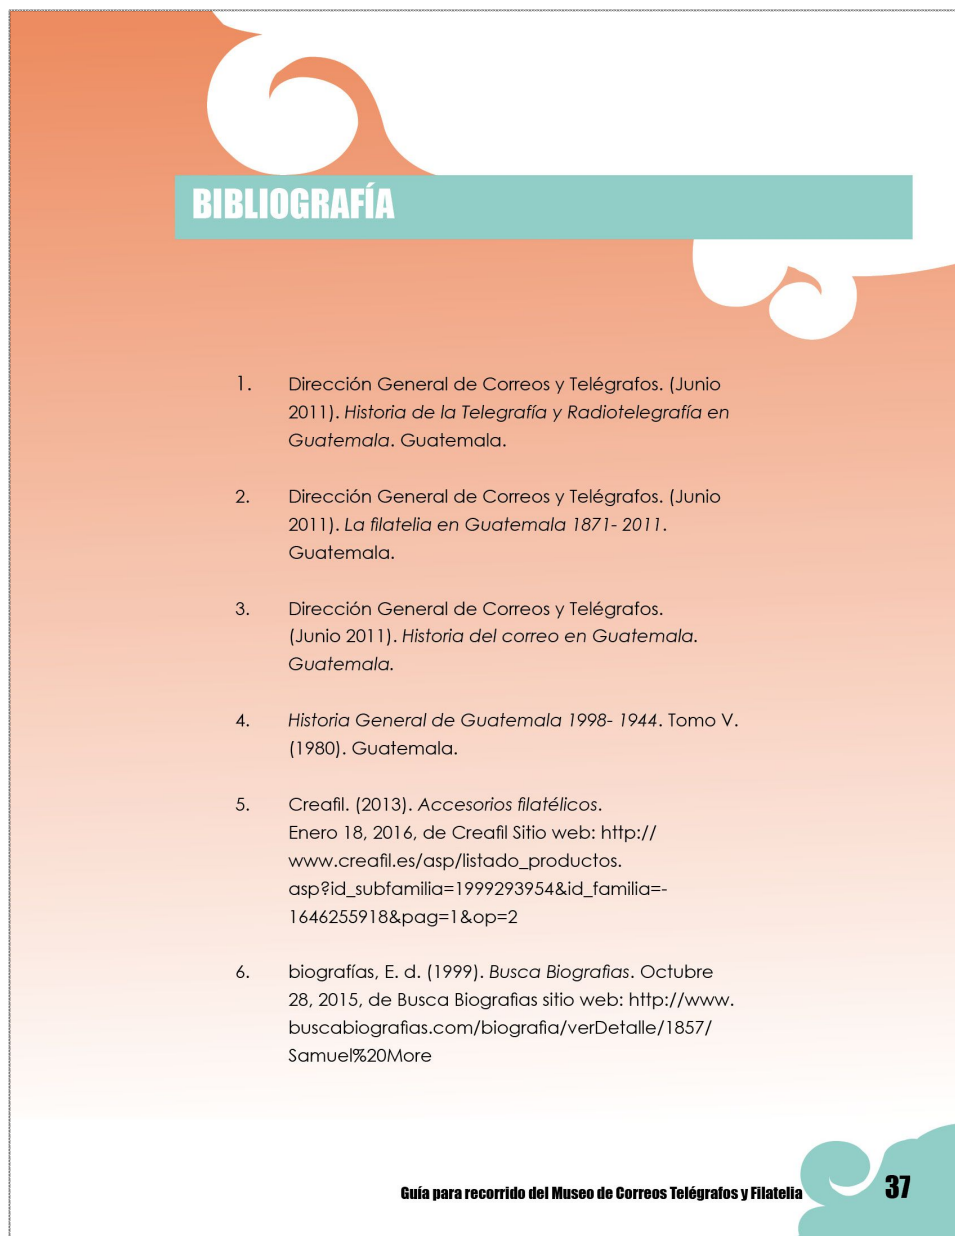 BIBLIOGRAFÍA
1. Dirección General de Correos y Telégrafos. (Junio
2011). Historia de la Telegrafía y Radiotelegrafía en
Guatemala. Guatemala.
2. Dirección General de Correos y Telégrafos. (Junio
2011). La filatelia en Guatemala 1871- 2011.
Guatemala.
3. Dirección General de Correos y Telégrafos.
(Junio 2011). Historia del correo en Guatemala.
Guatemala.
4. Historia General de Guatemala 1998- 1944. Tomo V.
(1980). Guatemala.
5. Creafil. (2013). Accesorios filatélicos.
Enero 18, 2016, de Creafil Sitio web: http://
www.creafil.es/asp/listado_productos.
asp?id_subfamilia=1999293954&id_familia=-
1646255918&pag=1&op=2
6. biografías, E. d. (1999). Busca Biografias. Octubre
28, 2015, de Busca Biografias sitio web: http://www.
buscabiografias.com/biografia/verDetalle/1857/
Samuel%20More
Guía para recorrido del Museo de Correos Telégrafos y Filatelia 37